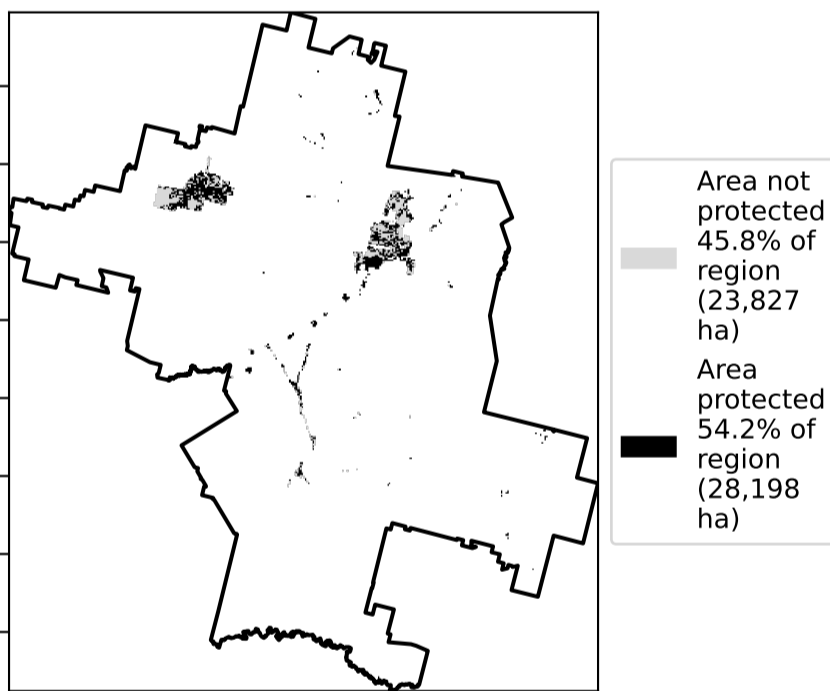 Area not
protected
45.8% of
region
(23,827
ha)
Area
protected
54.2% of
region
(28,198
ha)